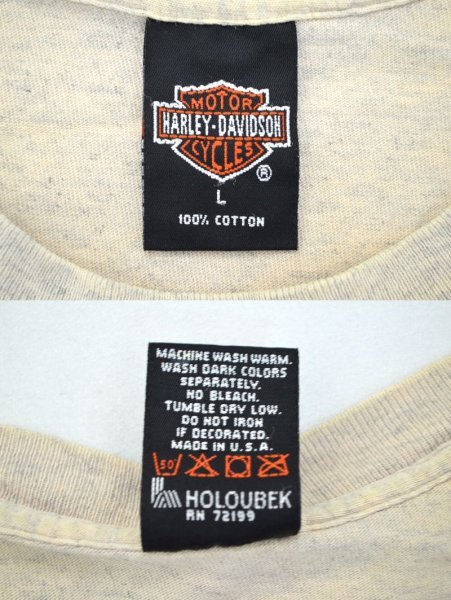 MOTOR
HARLEY-DAVIDSON
CYCLES
®
L
100% COTTON
MACHINE WASH WARM.
WASH DARK COLORS
SEPARATELY.
NO BLEACH.
TUMBLE DRY LOW.
DO NOT IRON
IF DECORATED.
MADE IN U.S.A.
50
HOLOUBEK
RN 72199